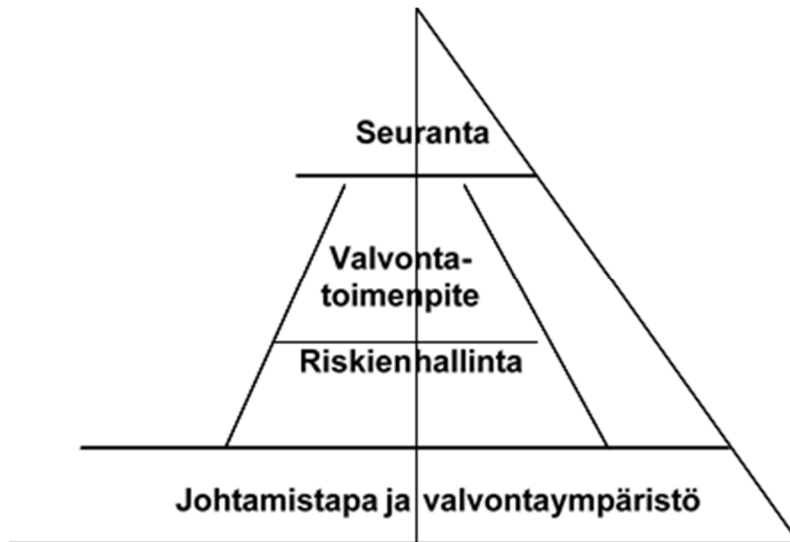 Seuranta
Valvonta-
toimenpite
Riskienhallinta
Johtamistapa ja valvontaympäristö